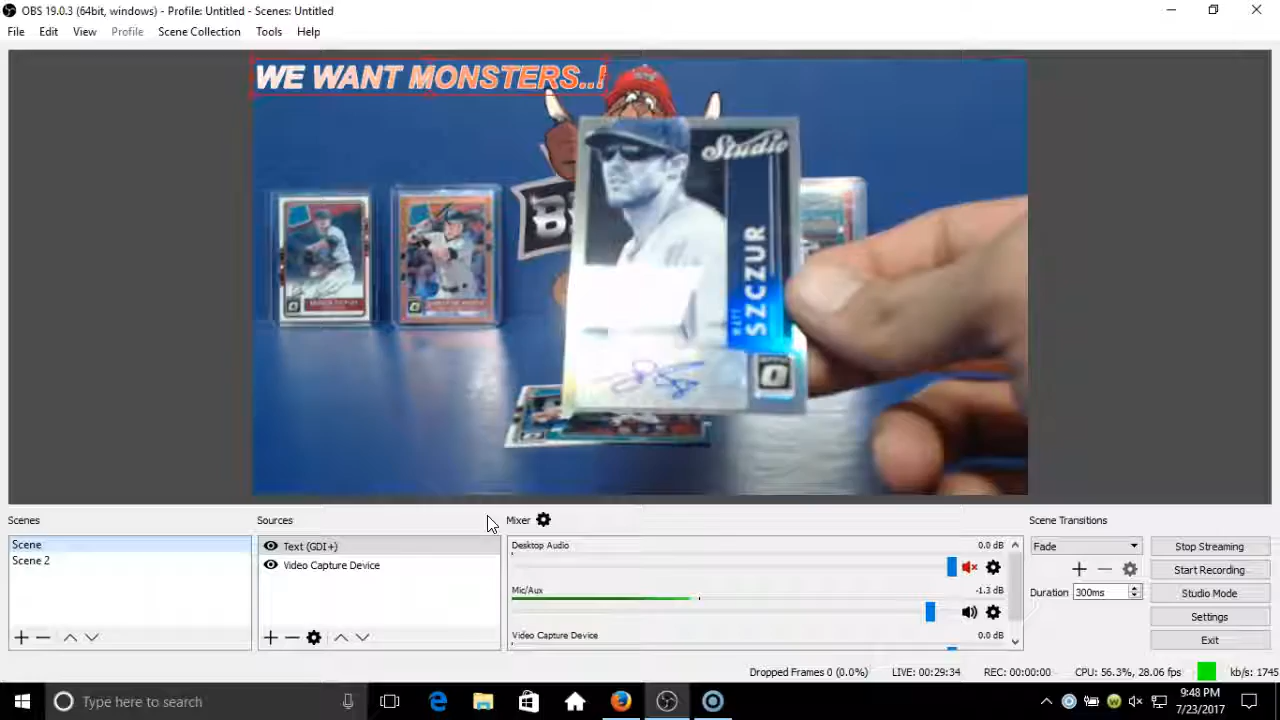 OBS 19.0.3 (64bit, windows) - Profile: Untitled - Scenes: Untitled
File Edit View Profile Scene Collection Tools Help
WE WANT MONSTERS..!
Studio
MATT
SZCZUR
Scenes
Sources
Mixer
Scene Transitions
Scene
Scene 2
Text (GDI+)
Video Capture Device
Desktop Audio 0.0 dB
Mic/Aux -1.3 dB
Video Capture Device 0.0 dB
Fade
Duration 300ms
Stop Streaming
Start Recording
Studio Mode
Settings
Exit
Dropped Frames 0 (0.0%) LIVE: 00:29:34 REC: 00:00:00 CPU: 56.3%, 28.06 fps kb/s: 1745
Type here to search
9:48 PM
7/23/2017